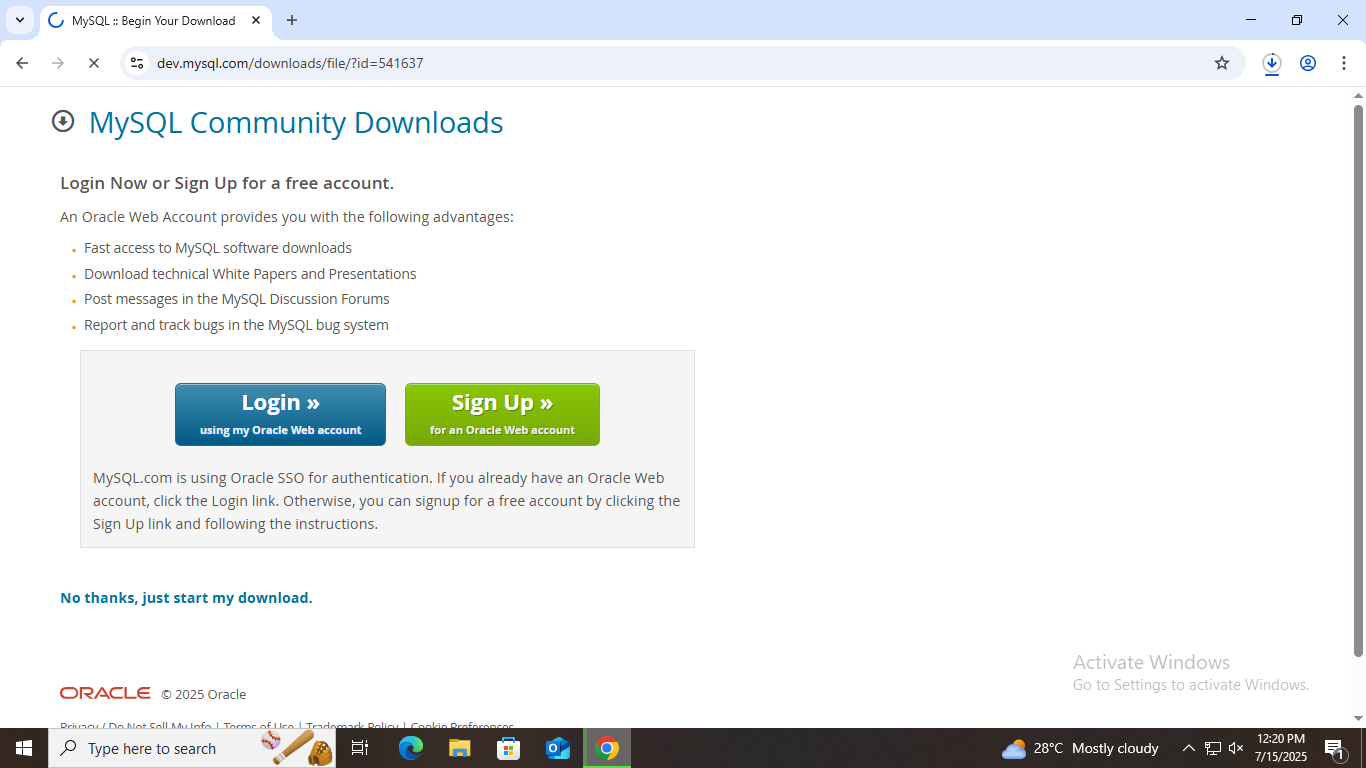 MySQL :: Begin Your Download
dev.mysql.com/downloads/file/?id=541637
MySQL Community Downloads
Login Now or Sign Up for a free account.
An Oracle Web Account provides you with the following advantages:
Fast access to MySQL software downloads
Download technical White Papers and Presentations
Post messages in the MySQL Discussion Forums
Report and track bugs in the MySQL bug system
Login »
using my Oracle Web account
Sign Up »
for an Oracle Web account
MySQL.com is using Oracle SSO for authentication. If you already have an Oracle Web
account, click the Login link. Otherwise, you can signup for a free account by clicking the
Sign Up link and following the instructions.
No thanks, just start my download.
Activate Windows
Go to Settings to activate Windows.
ORACLE © 2025 Oracle
Privacy / Do Not Sell My Info | Terms of Use | Trademark Policy | Cookie Preferences
Type here to search
28°C Mostly cloudy
12:20 PM
7/15/2025
1